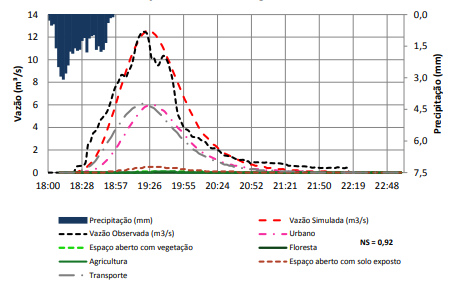 14
12
10
8
6
4
2
0
Vazão (m³/s)
0,0
1,5
3,0
4,5
6,0
7,5
Precipitação (mm)
18:00 18:28 18:57 19:26 19:55 20:24 20:52 21:21 21:50 22:19 22:48
Precipitação (mm) Vazão Simulada (m3/s)
Vazão Observada (m3/s) Urbano
Espaço aberto com vegetação Floresta
NS = 0,92
Agricultura Espaço aberto com solo exposto
Transporte